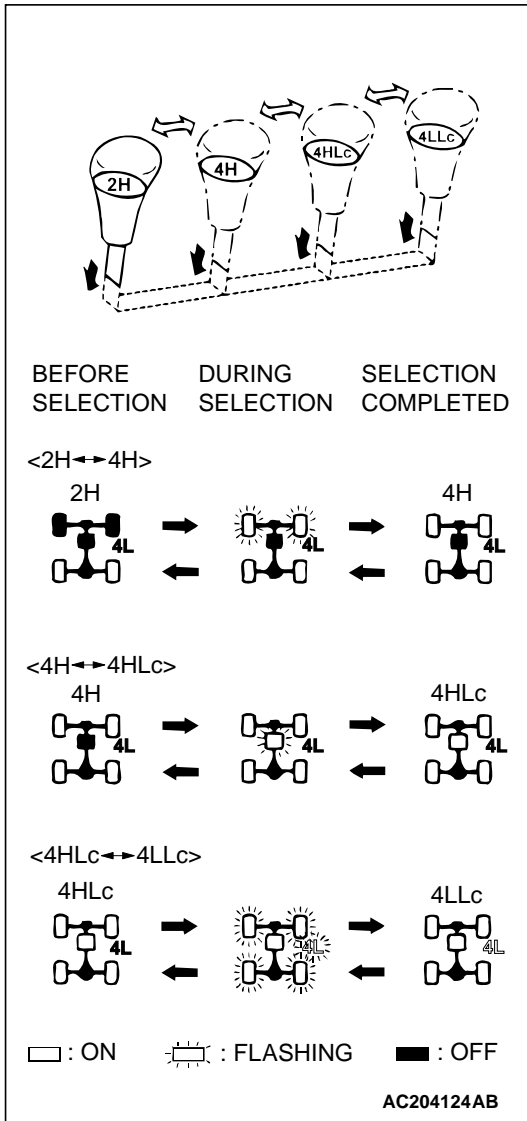 2H
4H
4HLc
4LLc
BEFORE SELECTION
DURING SELECTION
SELECTION COMPLETED
<2H↔4H>
2H
4H
4L
4L
4L
<4H↔4HLc>
4H
4HLc
4L
4L
4L
<4HLc↔4LLc>
4HLc
4LLc
4L
4L
4L
: ON
: FLASHING
: OFF
AC204124AB